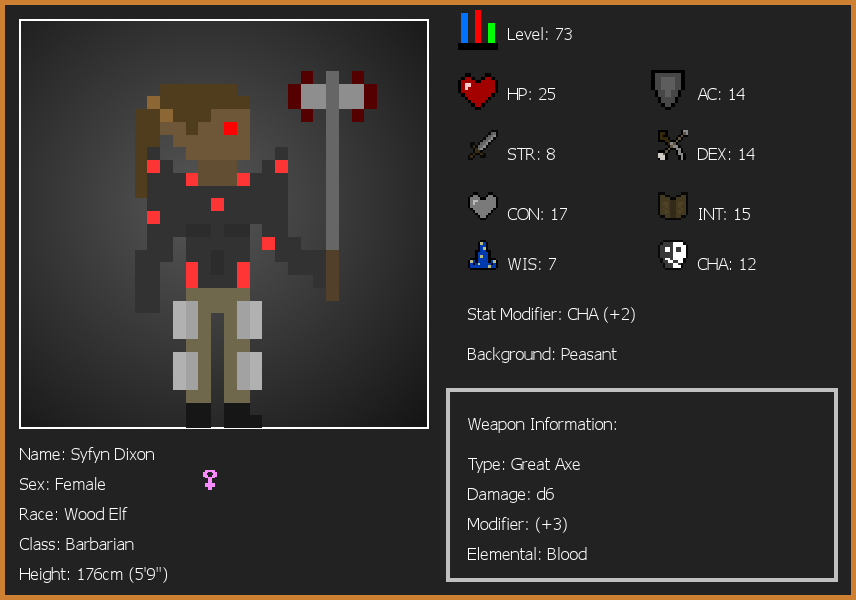 Level: 73
HP: 25
AC: 14
STR: 8
DEX: 14
CON: 17
INT: 15
WIS: 7
CHA: 12
Stat Modifier: CHA (+2)
Background: Peasant
Weapon Information:
Type: Great Axe
Damage: d6
Modifier: (+3)
Elemental: Blood
Name: Syfyn Dixon
Sex: Female
Race: Wood Elf
Class: Barbarian
Height: 176cm (5'9")